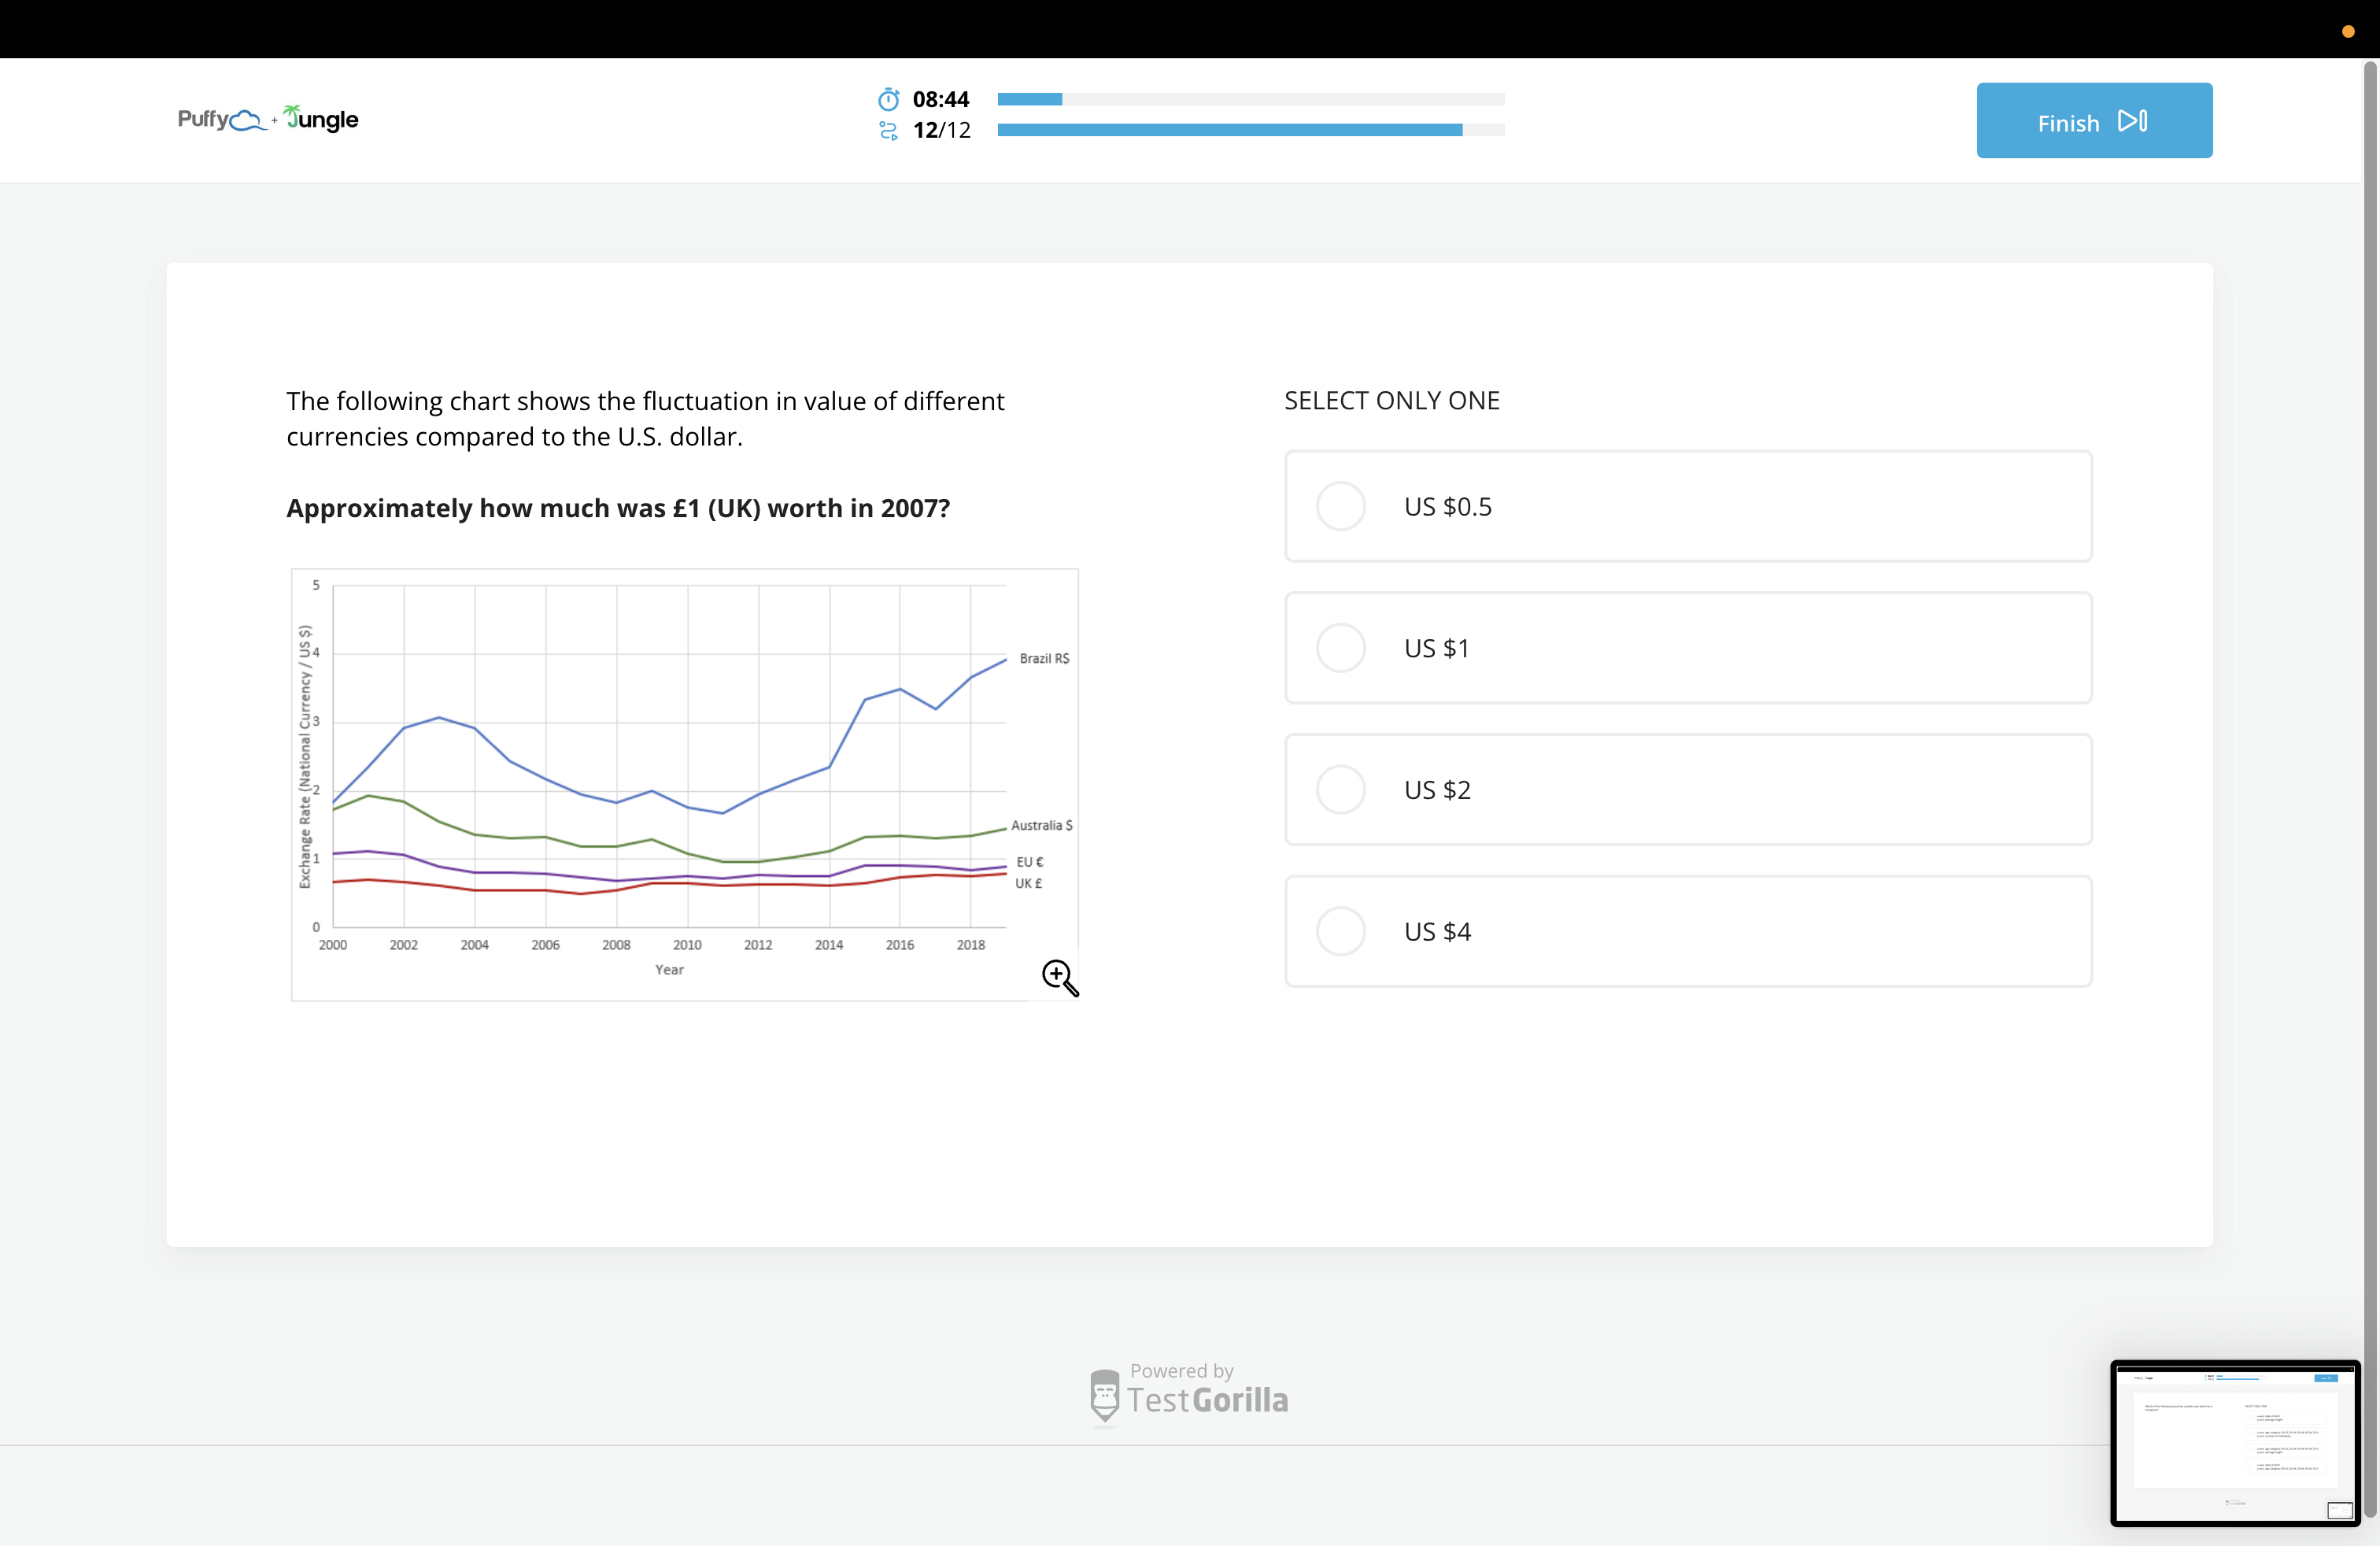 Puffy + Jungle
08:44
12/12
Finish
The following chart shows the fluctuation in value of different
currencies compared to the U.S. dollar.
Approximately how much was £1 (UK) worth in 2007?
Exchange Rate (National Currency / US $)
5
4
3
2
1
0
Brazil R$
Australia $
EU €
UK £
2000 2002 2004 2006 2008 2010 2012 2014 2016 2018
Year
SELECT ONLY ONE
US $0.5
US $1
US $2
US $4
Powered by
TestGorilla